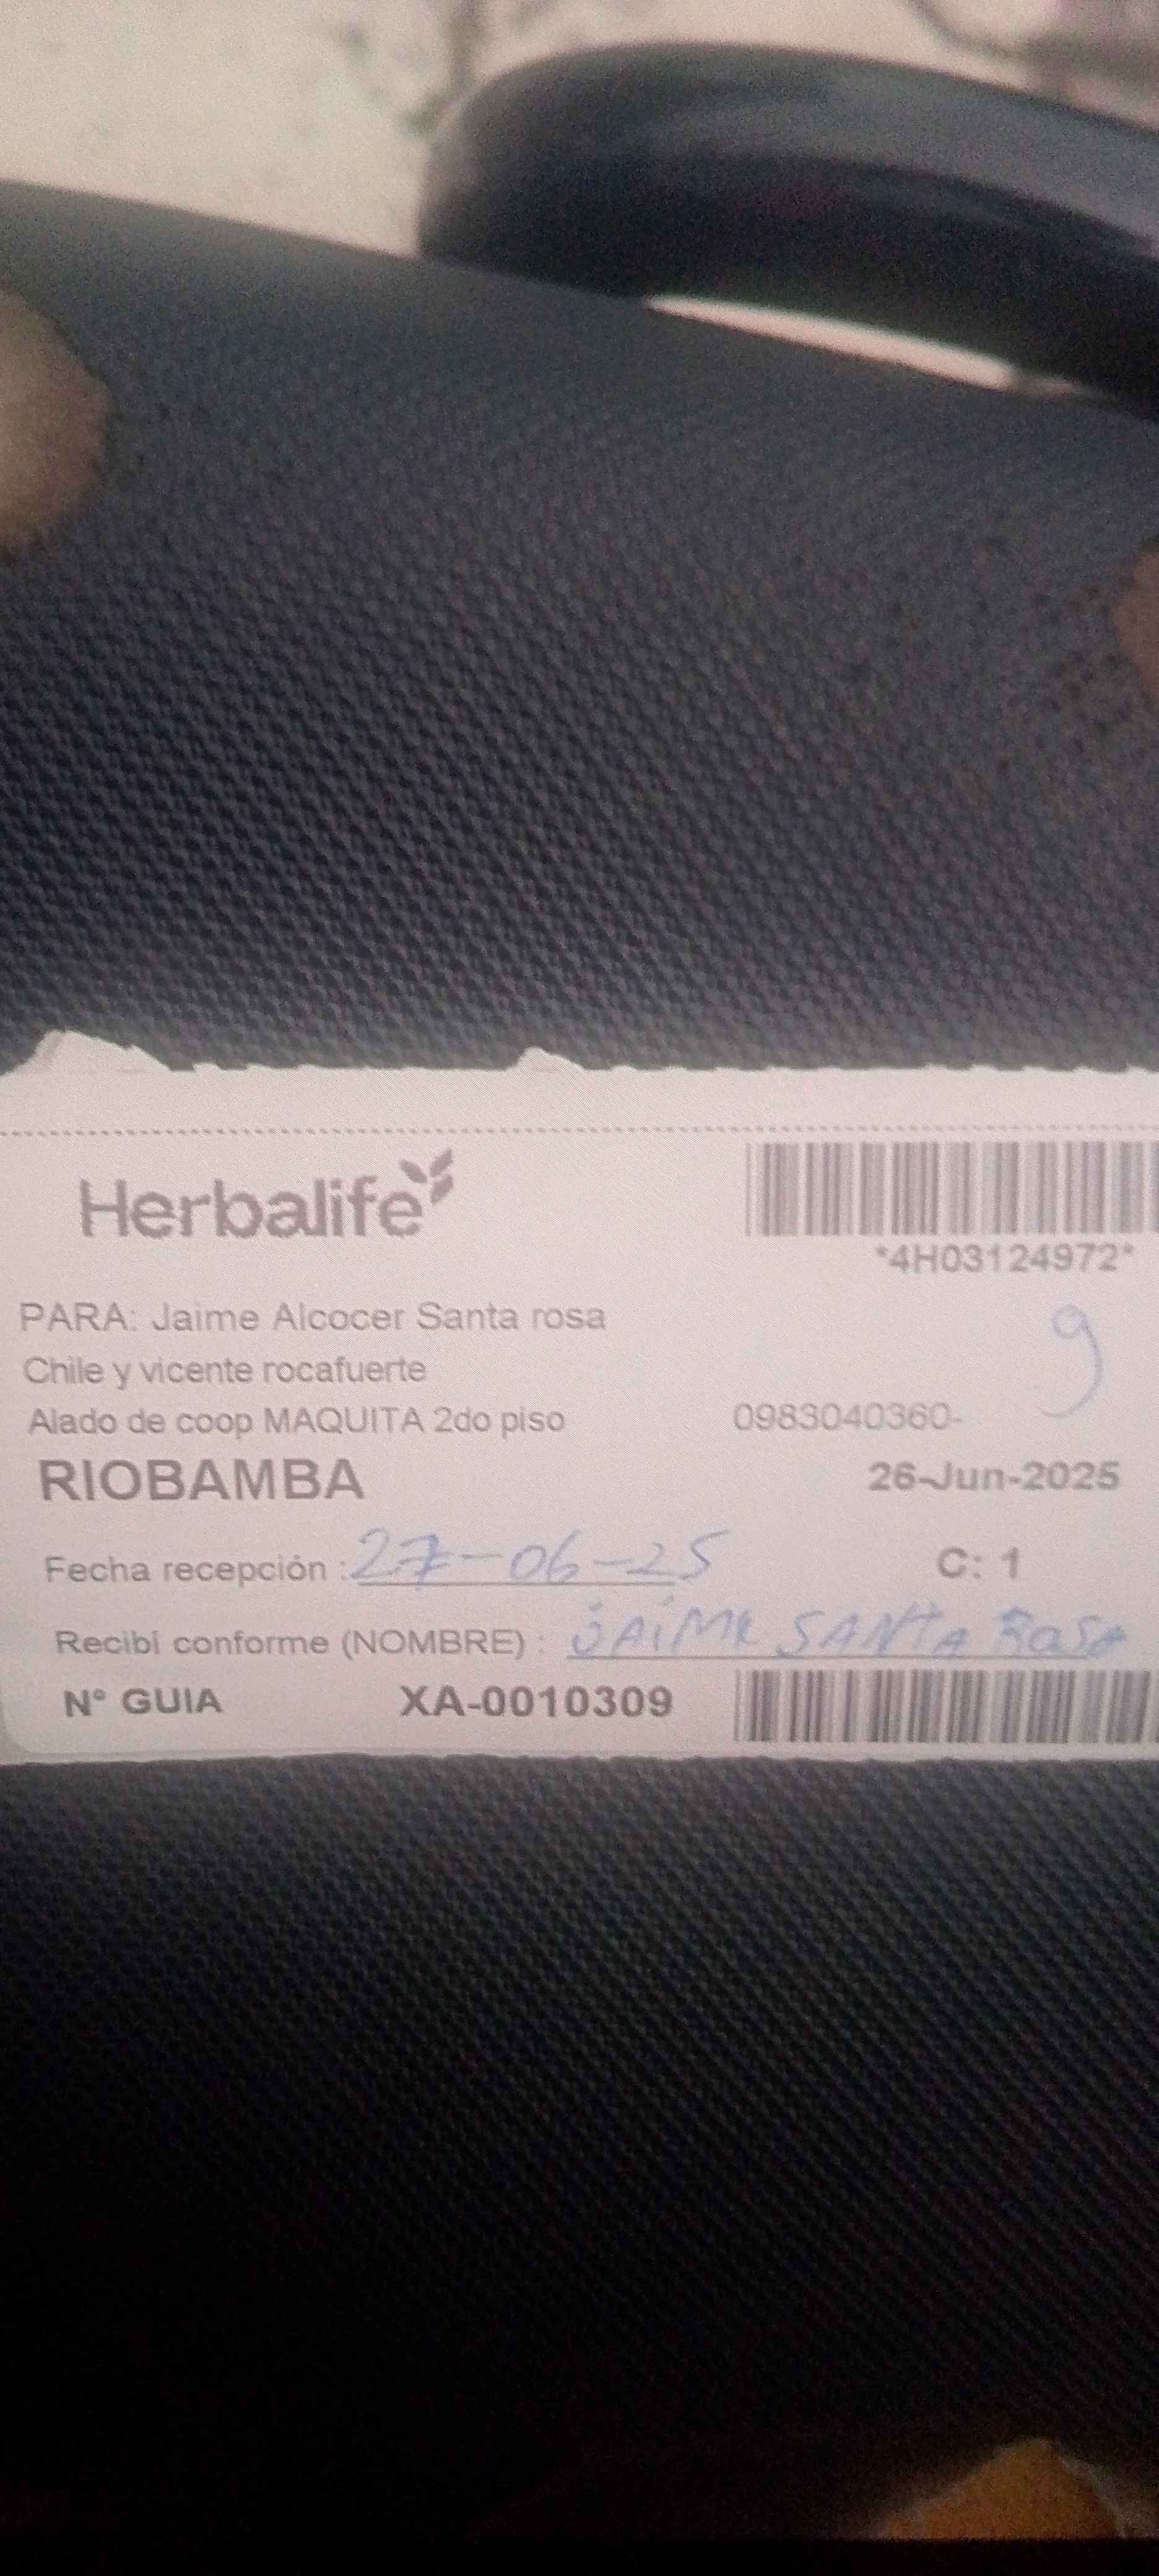 Herbalife
*4H03124972*
PARA: Jaime Alcocer Santa rosa
9
Chile y vicente rocafuerte
Alado de coop MAQUITA 2do piso 0983040360-
RIOBAMBA 26-Jun-2025
Fecha recepción : 27-06-25 C: 1
Recibí conforme (NOMBRE) : JAIME SANTA ROSA
N° GUIA XA-0010309